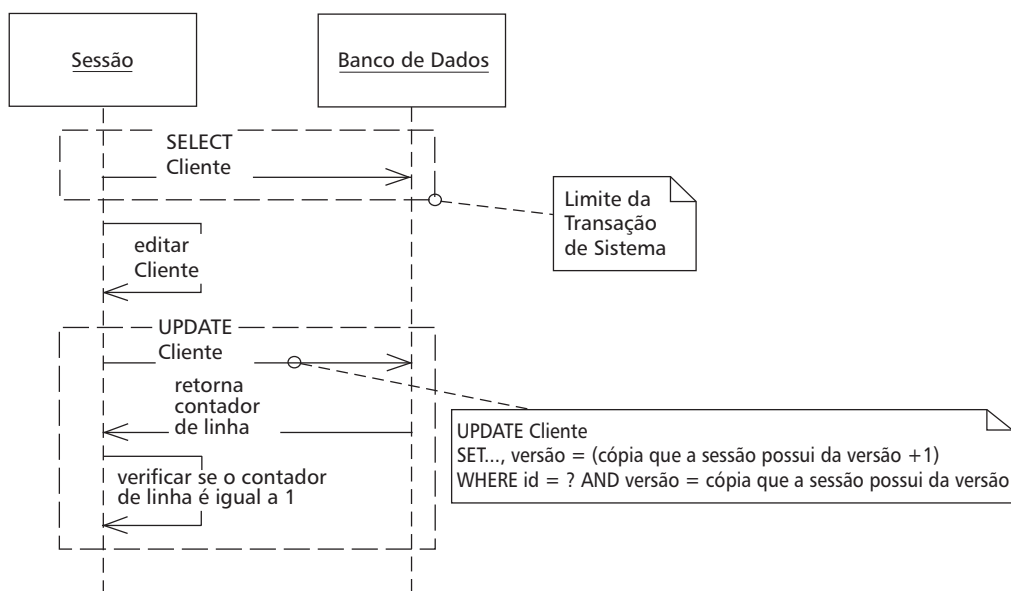 Sessão
Banco de Dados
SELECT
Cliente
Limite da
Transação
de Sistema
editar
Cliente
UPDATE
Cliente
retorna
contador
de linha
UPDATE Cliente
SET..., versão = (cópia que a sessão possui da versão +1)
WHERE id = ? AND versão = cópia que a sessão possui da versão
verificar se o contador
de linha é igual a 1